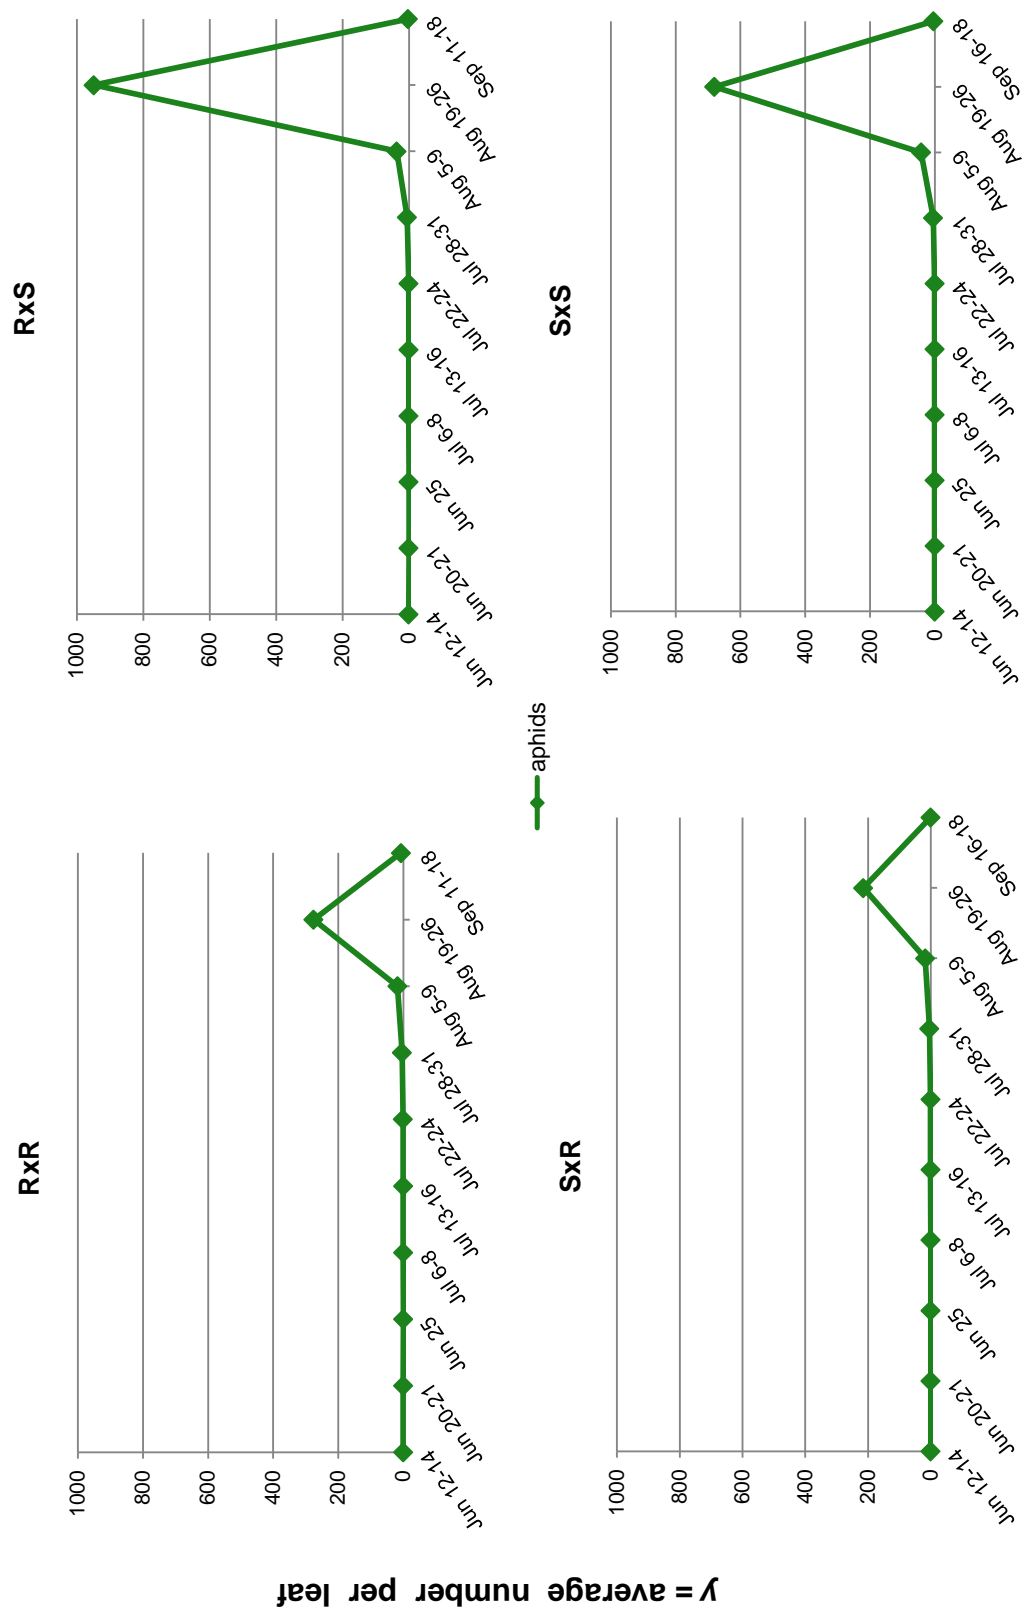 y = average number per leaf
RxR
1000
800
600
400
200
0
Jun 12-14
Jun 20-21
Jun 25
Jul 6-8
Jul 13-16
Jul 22-24
Jul 28-31
Aug 5-9
Aug 19-26
Sep 11-18
RxS
1000
800
600
400
200
0
Jun 12-14
Jun 20-21
Jun 25
Jul 6-8
Jul 13-16
Jul 22-24
Jul 28-31
Aug 5-9
Aug 19-26
Sep 11-18
aphids
SxR
1000
800
600
400
200
0
Jun 12-14
Jun 20-21
Jun 25
Jul 6-8
Jul 13-16
Jul 22-24
Jul 28-31
Aug 5-9
Aug 19-26
Sep 16-18
SxS
1000
800
600
400
200
0
Jun 12-14
Jun 20-21
Jun 25
Jul 6-8
Jul 13-16
Jul 22-24
Jul 28-31
Aug 5-9
Aug 19-26
Sep 16-18